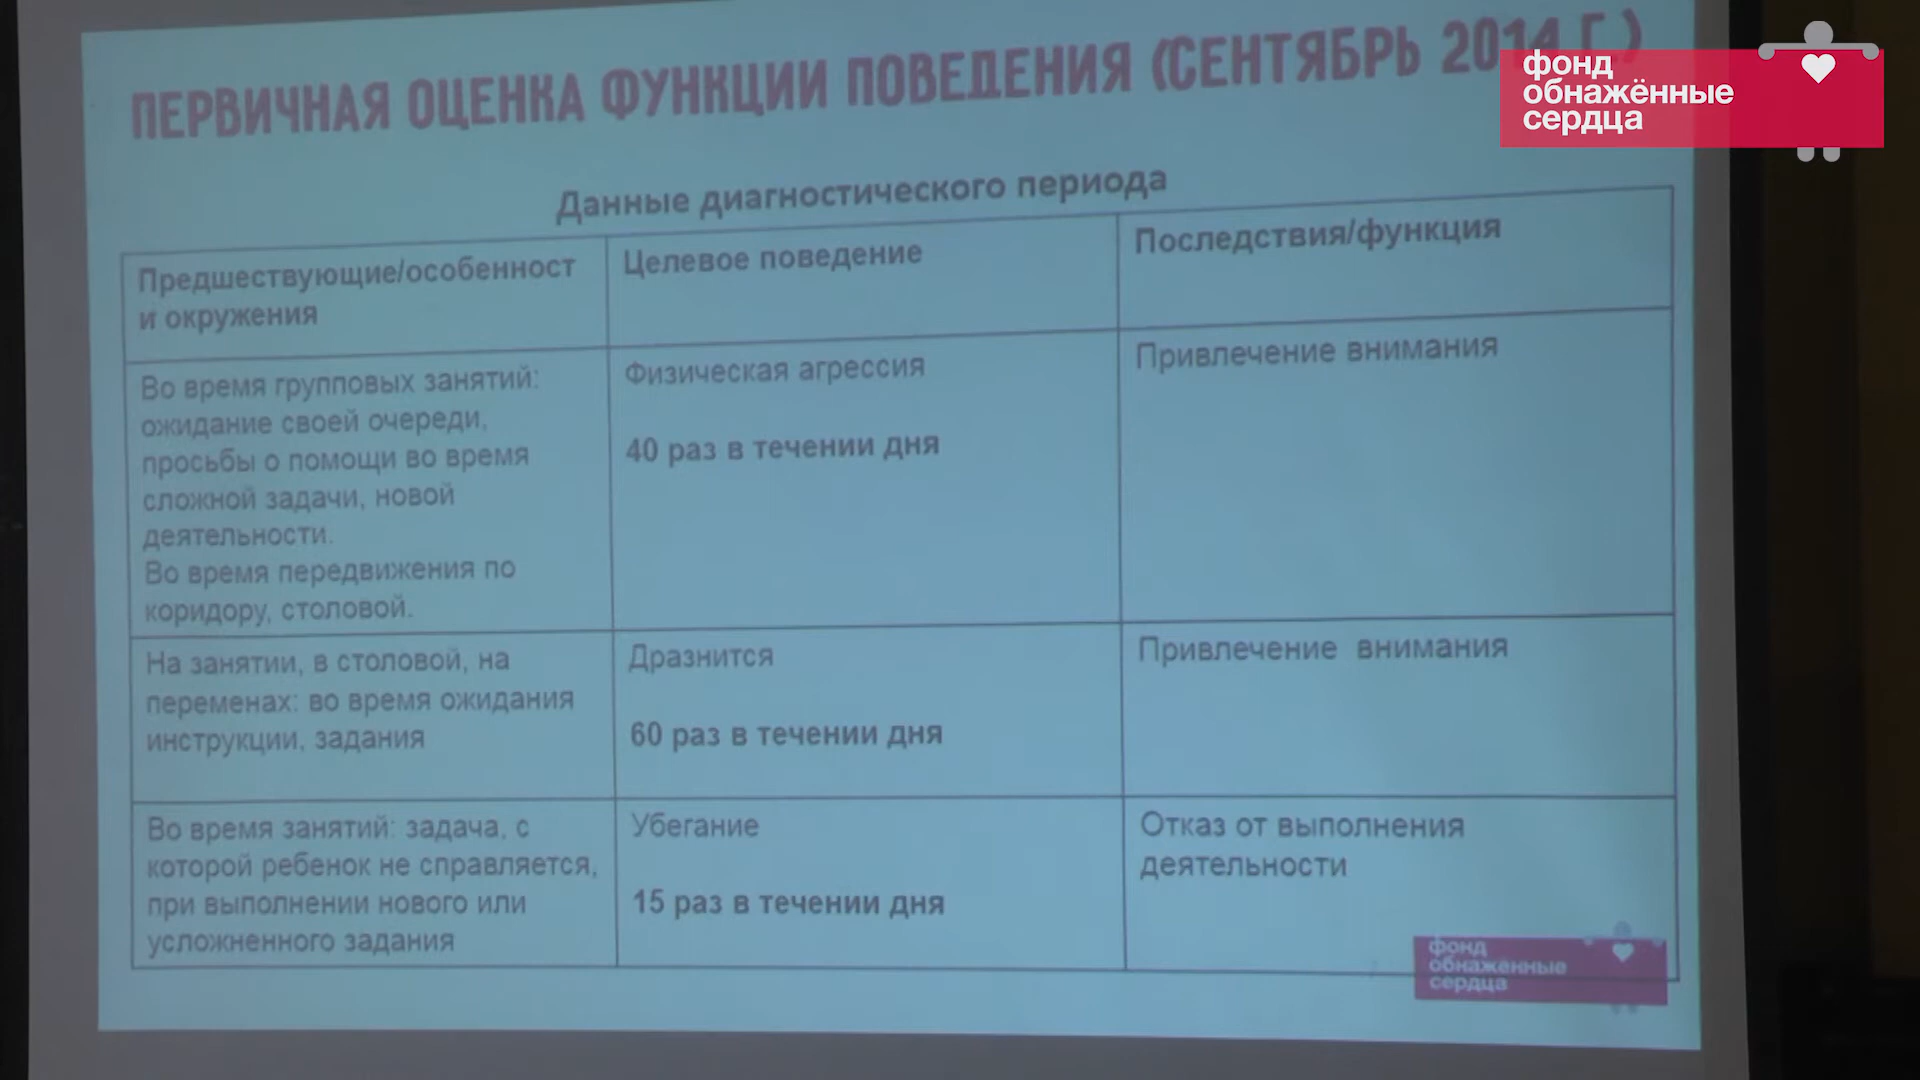 ПЕРВИЧНАЯ ОЦЕНКА ФУНКЦИИ ПОВЕДЕНИЯ (СЕНТЯБРЬ 2014 Г.)
фонд
обнажённые
сердца
Данные диагностического периода
Предшествующие/особенност
и окружения
Целевое поведение
Последствия/функция
Во время групповых занятий:
ожидание своей очереди,
просьбы о помощи во время
сложной задачи, новой
деятельности.
Во время передвижения по
коридору, столовой.
Физическая агрессия
40 раз в течении дня
Привлечение внимания
На занятии, в столовой, на
переменах: во время ожидания
инструкции, задания
Дразнится
60 раз в течении дня
Привлечение внимания
Во время занятий: задача, с
которой ребенок не справляется,
при выполнении нового или
усложненного задания
Убегание
15 раз в течении дня
Отказ от выполнения
деятельности
фонд
обнажённые
сердца